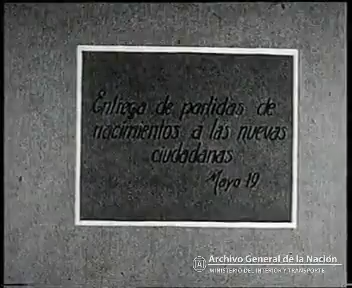 Entrega de partidas de
nacimientos a las nuevas
ciudadanas
Mayo 19
Archivo General de la Nación
MINISTERIO DEL INTERIOR Y TRANSPORTE